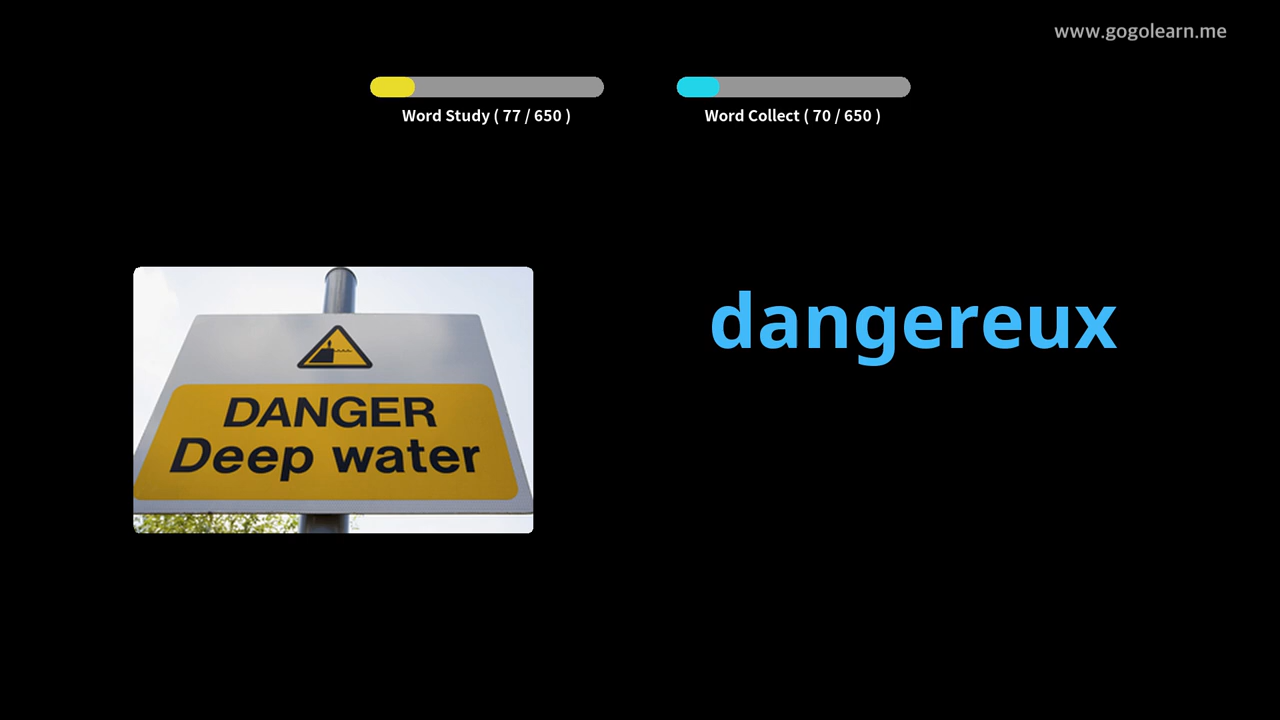 www.gogolearn.me
Word Study ( 77 / 650 )
Word Collect ( 70 / 650 )
DANGER
Deep water
dangereux